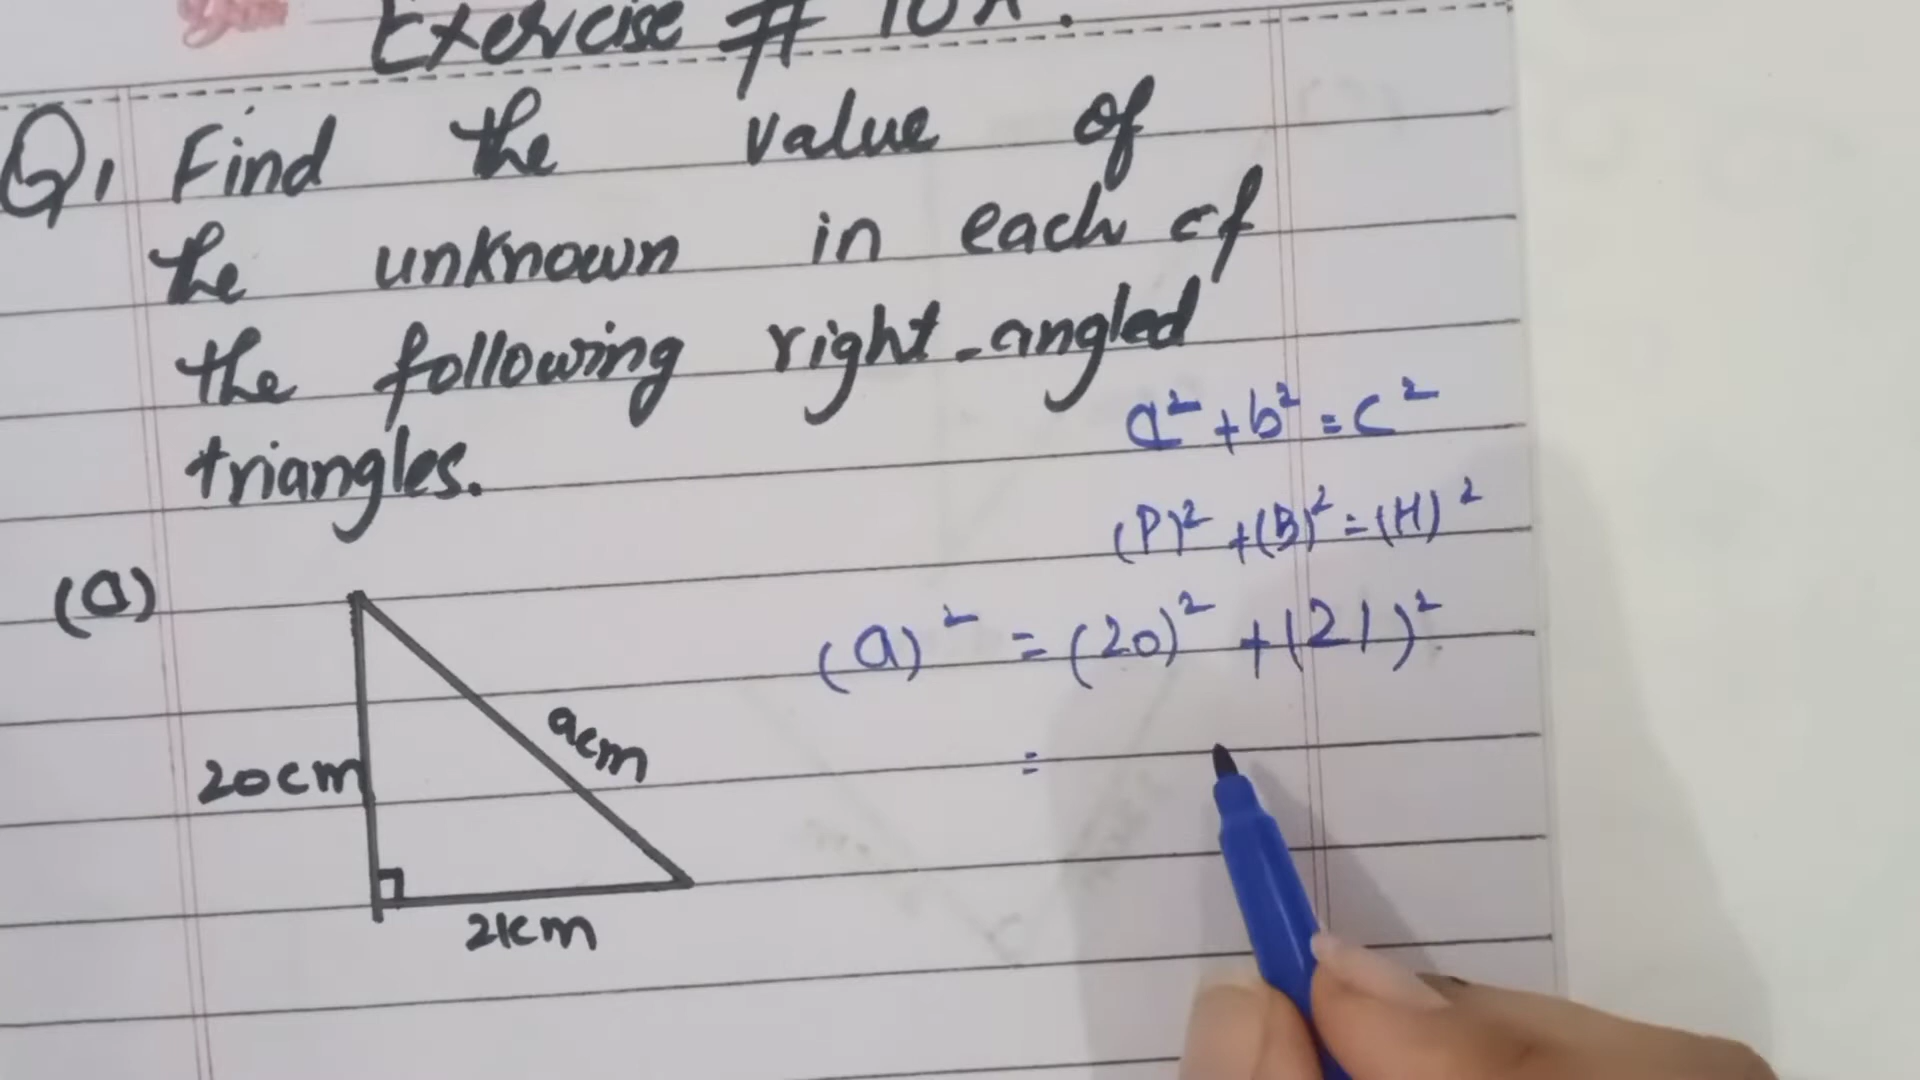 Exercise # 10A.
Q1 Find the value of
the unknown in each of
the following right-angled
triangles.
a² + b² = c²
(P)² + (B)² = (H)²
(a)
(a)² = (20)² + (21)²
=
20cm
acm
21cm